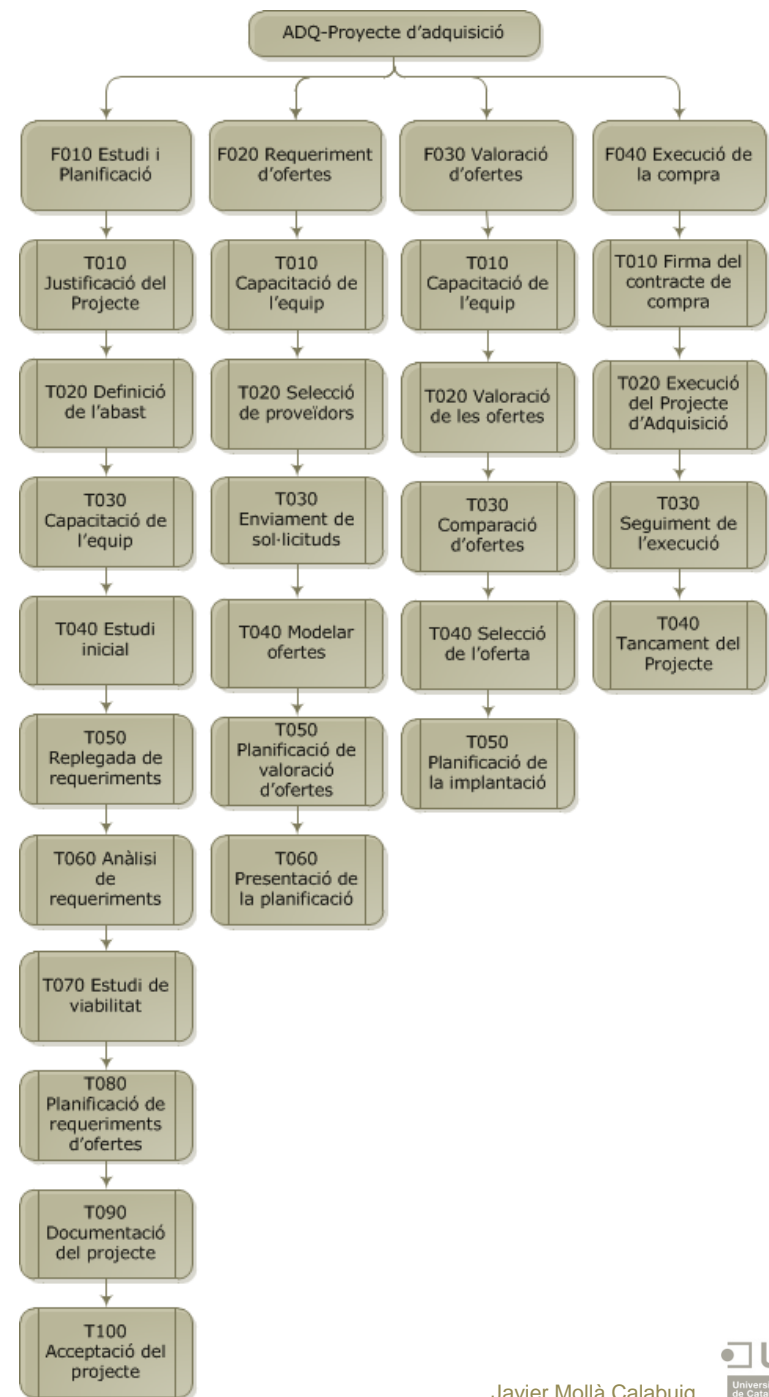 ADQ-Proyecte d'adquisició
F010 Estudi i
Planificació
T010
Justificació del
Projecte
T020 Definició
de l'abast
T030
Capacitació de
l'equip
T040 Estudi
inicial
T050
Replegada de
requeriments
T060 Anàlisi
de
requeriments
T070 Estudi de
viabilitat
T080
Planificació de
requeriments
d'ofertes
T090
Documentació
del projecte
T100
Acceptació del
projecte
F020 Requeriment
d'ofertes
T010
Capacitació de
l'equip
T020 Selecció
de proveïdors
T030
Enviament de
sol·licituds
T040 Modelar
ofertes
T050
Planificació de
valoració
d'ofertes
T060
Presentació de
la planificació
F030 Valoració
d'ofertes
T010
Capacitació de
l'equip
T020 Valoració
de les ofertes
T030
Comparació
d'ofertes
T040 Selecció
de l'oferta
T050
Planificació de
la implantació
F040 Execució de
la compra
T010 Firma del
contracte de
compra
T020 Execució
del Projecte
d'Adquisició
T030
Seguiment de
l'execució
T040
Tancament del
Projecte
Javier Mollà Calabuig